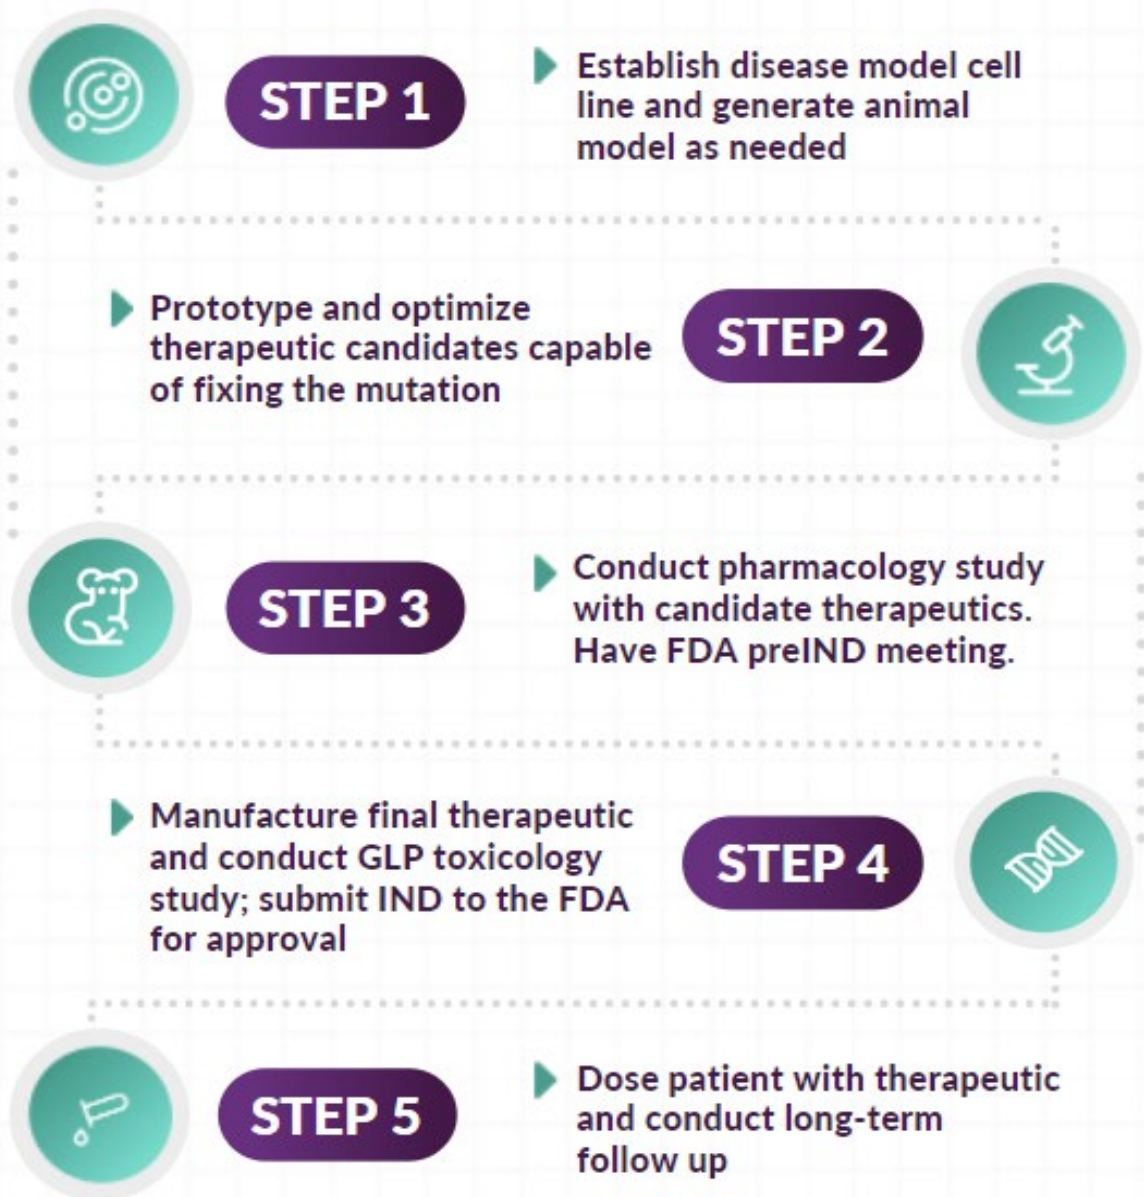 STEP 1
Establish disease model cell
line and generate animal
model as needed
Prototype and optimize
therapeutic candidates capable
of fixing the mutation
STEP 2
STEP 3
Conduct pharmacology study
with candidate therapeutics.
Have FDA preIND meeting.
Manufacture final therapeutic
and conduct GLP toxicology
study; submit IND to the FDA
for approval
STEP 4
STEP 5
Dose patient with therapeutic
and conduct long-term
follow up